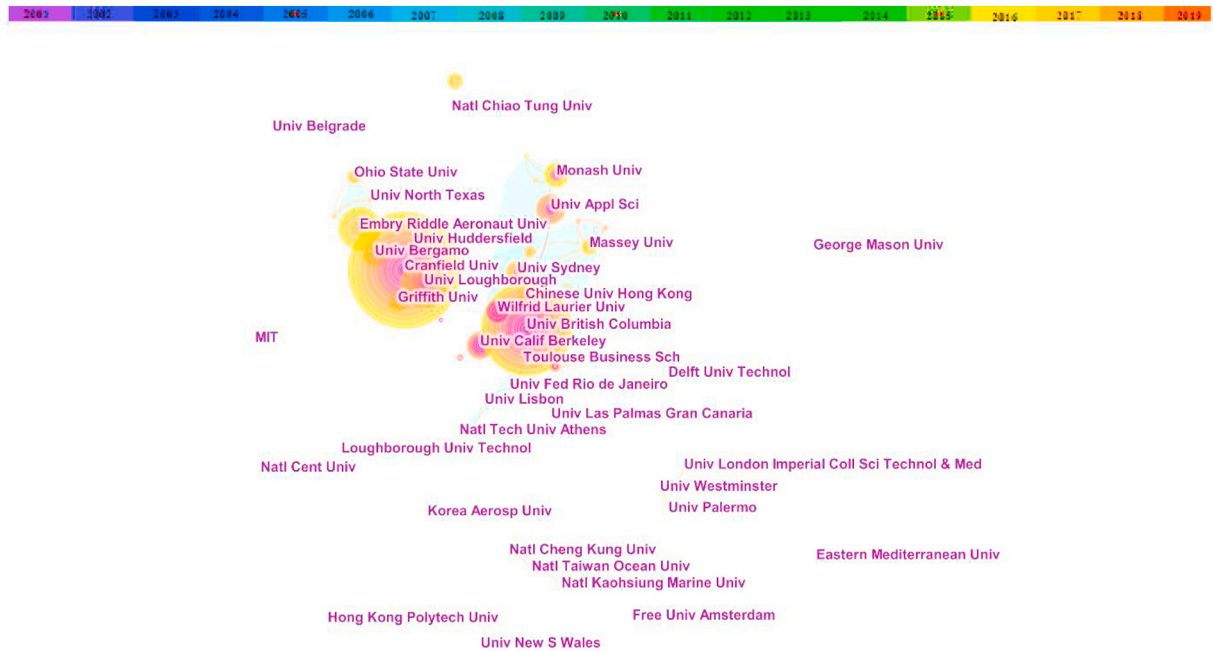 2001 2002 2003 2004 2005 2006 2007 2008 2009 2010 2011 2012 2013 2014 2015 2016 2017 2018 2019
Natl Chiao Tung Univ
Univ Belgrade
Monash Univ
Ohio State Univ
Univ North Texas
Univ Appl Sci
Embry Riddle Aeronaut Univ
Univ Huddersfield
Massey Univ
George Mason Univ
Univ Bergamo
Cranfield Univ
Univ Sydney
Univ Loughborough
Chinese Univ Hong Kong
Griffith Univ
Wilfrid Laurier Univ
Univ British Columbia
MIT
Univ Calif Berkeley
Toulouse Business Sch
Delft Univ Technol
Univ Fed Rio de Janeiro
Univ Lisbon
Univ Las Palmas Gran Canaria
Natl Tech Univ Athens
Loughborough Univ Technol
Natl Cent Univ
Univ London Imperial Coll Sci Technol & Med
Univ Westminster
Univ Palermo
Korea Aerosp Univ
Natl Cheng Kung Univ
Eastern Mediterranean Univ
Natl Taiwan Ocean Univ
Natl Kaohsiung Marine Univ
Free Univ Amsterdam
Hong Kong Polytech Univ
Univ New S Wales